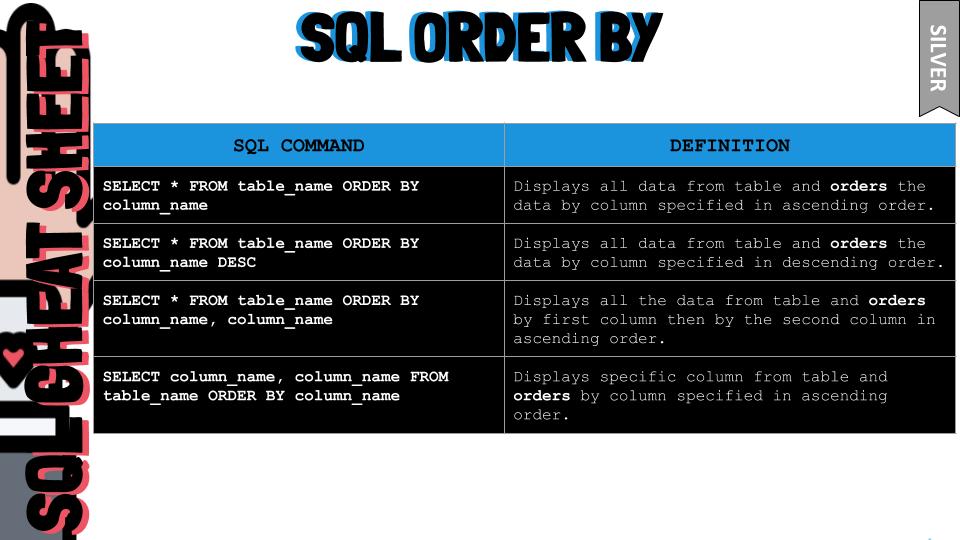 SQL ORDER BY
SILVER
SQL CHEAT SHEET
SQL COMMAND
DEFINITION
SELECT * FROM table_name ORDER BY
column_name
Displays all data from table and orders the
data by column specified in ascending order.
SELECT * FROM table_name ORDER BY
column_name DESC
Displays all data from table and orders the
data by column specified in descending order.
SELECT * FROM table_name ORDER BY
column_name, column_name
Displays all the data from table and orders
by first column then by the second column in
ascending order.
SELECT column_name, column_name FROM
table_name ORDER BY column_name
Displays specific column from table and
orders by column specified in ascending
order.